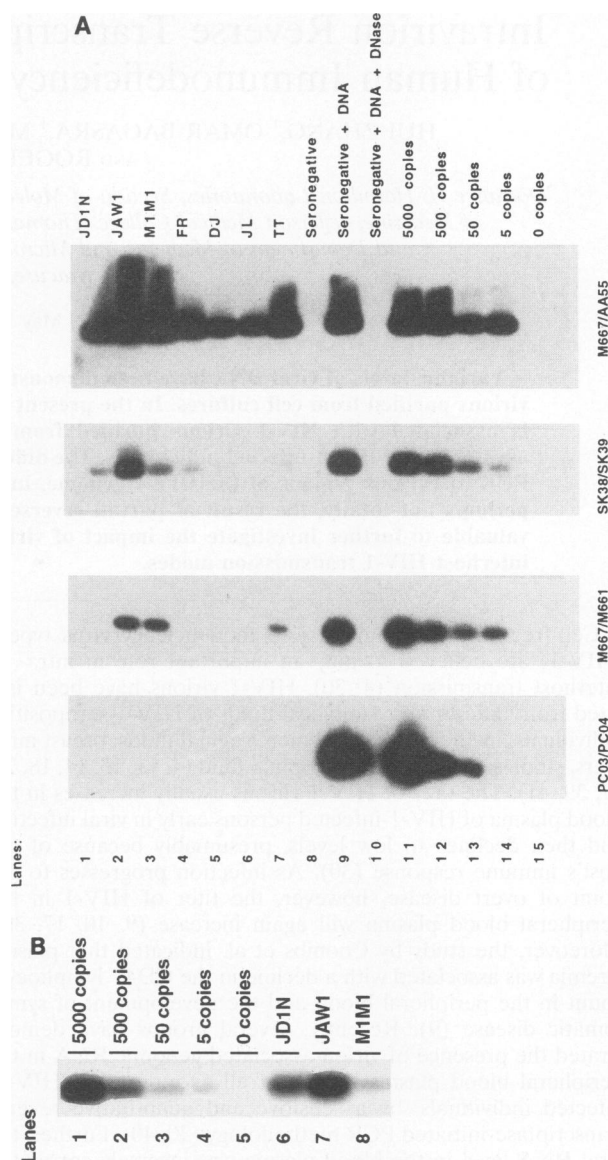 A
JD1N
JAW1
M1M1
FR
DJ
JL
TT
Seronegative
Seronegative + DNA
Seronegative + DNA + DNase
5000 copies
500 copies
50 copies
5 copies
0 copies
M667/AA55
SK38/SK39
M667/M661
PC03/PC04
Lanes:
1
2
3
4
5
6
7
8
9
10
11
12
13
14
15
B
5000 copies
500 copies
50 copies
5 copies
0 copies
JD1N
JAW1
M1M1
Lanes
1
2
3
4
5
6
7
8